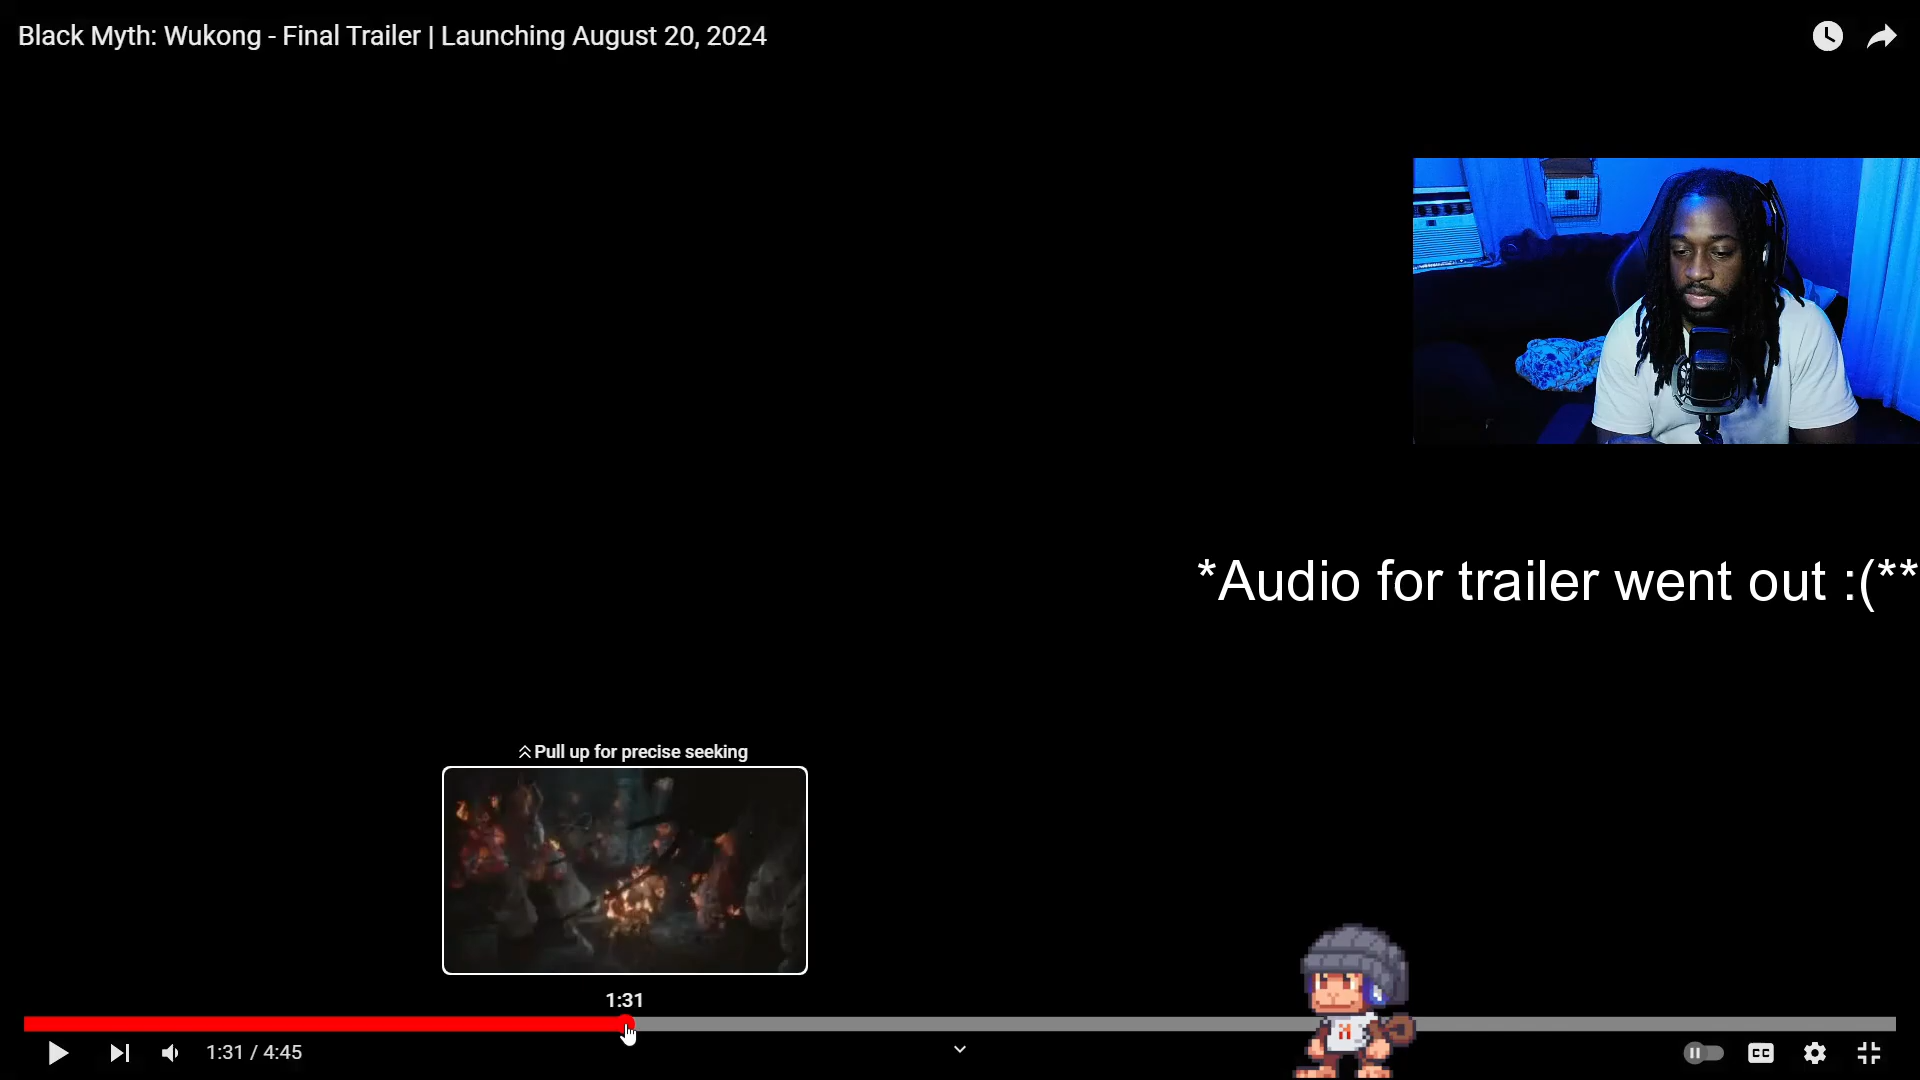 Black Myth: Wukong - Final Trailer | Launching August 20, 2024
*Audio for trailer went out :(**
Pull up for precise seeking
1:31
1:31 / 4:45
CC